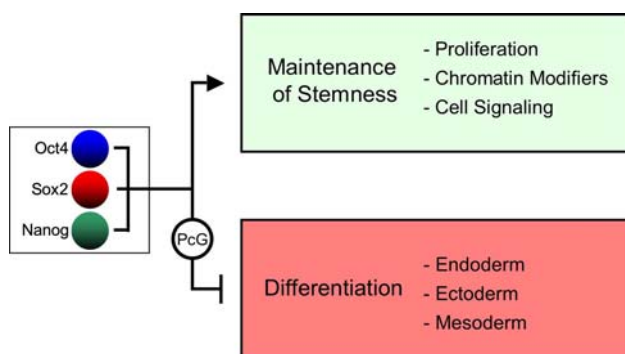 Oct4
Sox2
Nanog
PcG
Maintenance
of Stemness
- Proliferation
- Chromatin Modifiers
- Cell Signaling
Differentiation
- Endoderm
- Ectoderm
- Mesoderm